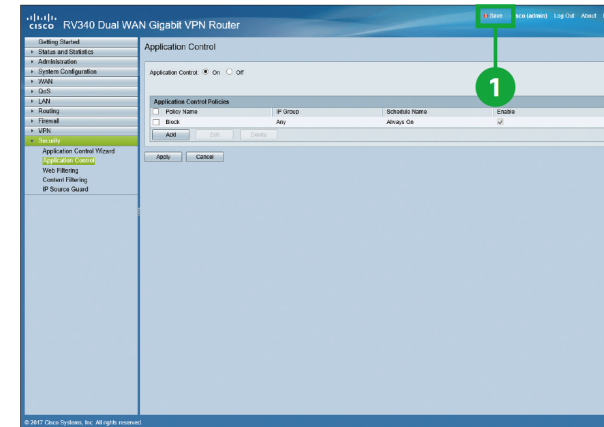 CISCO RV340 Dual WAN Gigabit VPN Router
Save cisco (admin) Log Out About
Getting Started
Status and Statistics
Administration
System Configuration
WAN
QoS
LAN
Routing
Firewall
VPN
Security
Application Control Wizard
Application Control
Web Filtering
Content Filtering
IP Source Guard
Application Control
Application Control: On Off
Application Control Policies
Policy Name IP Group Schedule Name Enable
Block Any Always On
Add Edit Delete
Apply Cancel
1
© 2017 Cisco Systems, Inc. All rights reserved.